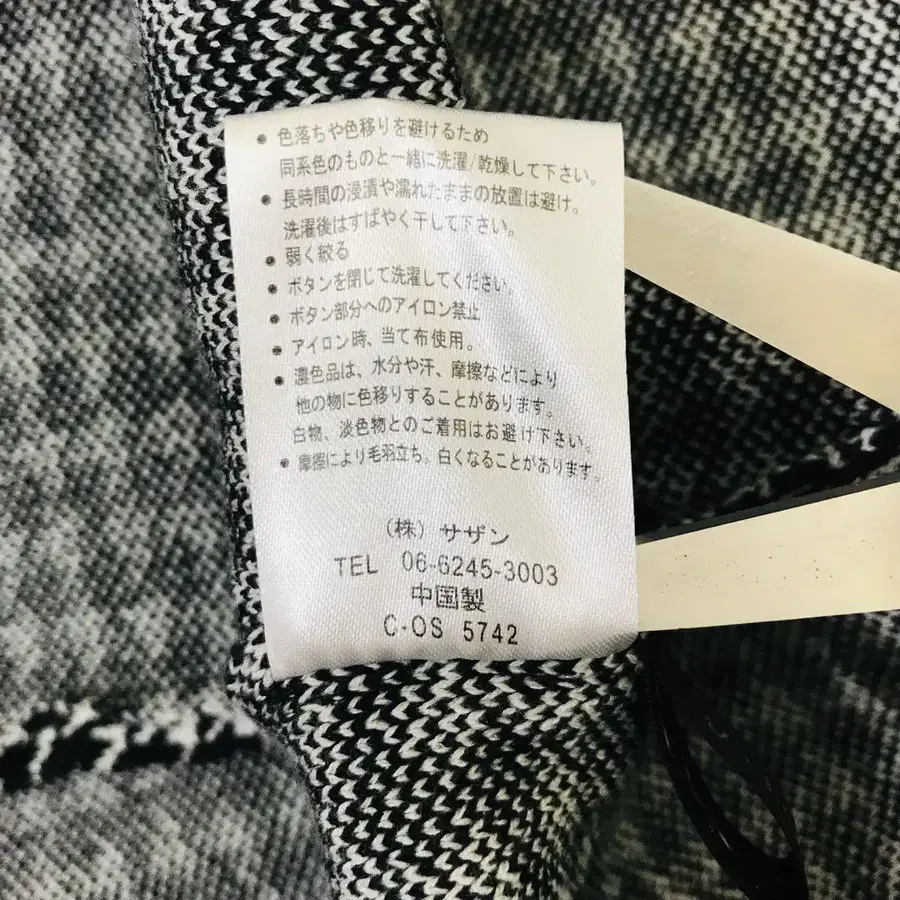 • 色落ちや色移りを避けるため
同系色のものと一緒に洗濯/乾燥して下さい。
• 長時間の浸漬や濡れたままの放置は避け。
洗濯後はすばやく干して下さい。
• 弱く絞る
• ボタンを閉じて洗濯してください。
• ボタン部分へのアイロン禁止
• アイロン時、当て布使用。
• 濃色品は、水分や汗、摩擦などにより
他の物に色移りすることがあります。
白物、淡色物とのご着用はお避け下さい。
• 摩擦により毛羽立ち、白くなることがあります。
(株) サザン
TEL 06-6245-3003
中国製
C-OS 5742